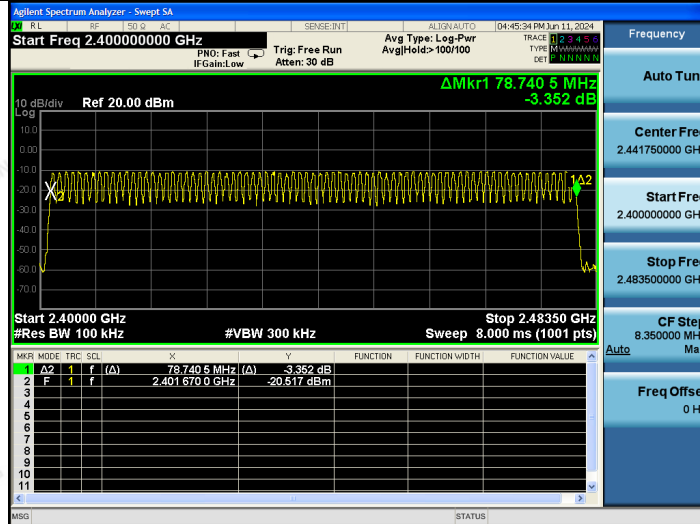 Agilent Spectrum Analyzer - Swept SA
LXI RL RF 50 Ω AC SENSE:INT ALIGN AUTO 04:45:34 PM Jun 11, 2024
Start Freq 2.400000000 GHz
PNO: Fast
IFGain:Low
Trig: Free Run
Atten: 30 dB
Avg Type: Log-Pwr
Avg|Hold:>100/100
TRACE 1 2 3 4 5 6
TYPE M
DET P N N N N N
ΔMkr1 78.740 5 MHz
-3.352 dB
10 dB/div
Log
Ref 20.00 dBm
10.0
0.00
-10.0
-20.0
-30.0
-40.0
-50.0
-60.0
-70.0
2
1Δ2
Start 2.40000 GHz
Stop 2.48350 GHz
#Res BW 100 kHz
#VBW 300 kHz
Sweep 8.000 ms (1001 pts)
MKR MODE TRC SCL X Y FUNCTION FUNCTION WIDTH FUNCTION VALUE
1 Δ2 1 f (Δ) 78.740 5 MHz (Δ) -3.352 dB
2 F 1 f 2.401 670 0 GHz -20.517 dBm
3
4
5
6
7
8
9
10
11
MSG
STATUS
Frequency
Auto Tun
Center Fre
2.441750000 GH
Start Fre
2.400000000 GH
Stop Fre
2.483500000 GH
CF Step
8.350000 MH
Auto Ma
Freq Offse
0 H